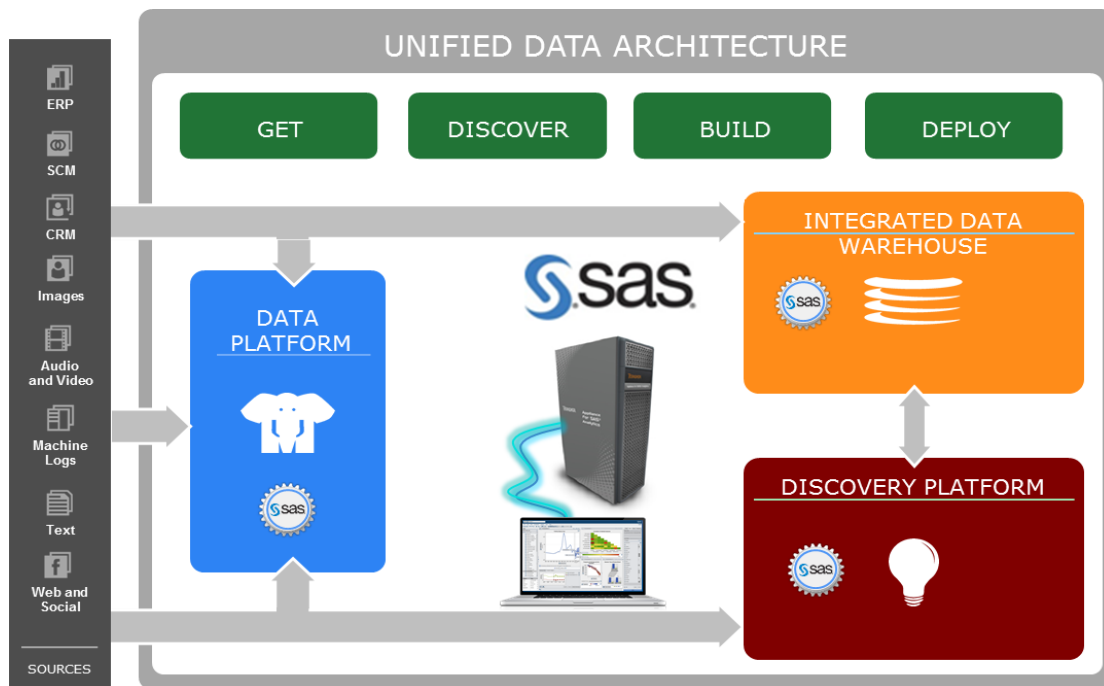 UNIFIED DATA ARCHITECTURE
GET
DISCOVER
BUILD
DEPLOY
ERP
SCM
CRM
Images
Audio
and Video
Machine
Logs
Text
Web and
Social
SOURCES
DATA
PLATFORM
sas
sas
INTEGRATED DATA
WAREHOUSE
sas
DISCOVERY PLATFORM
sas